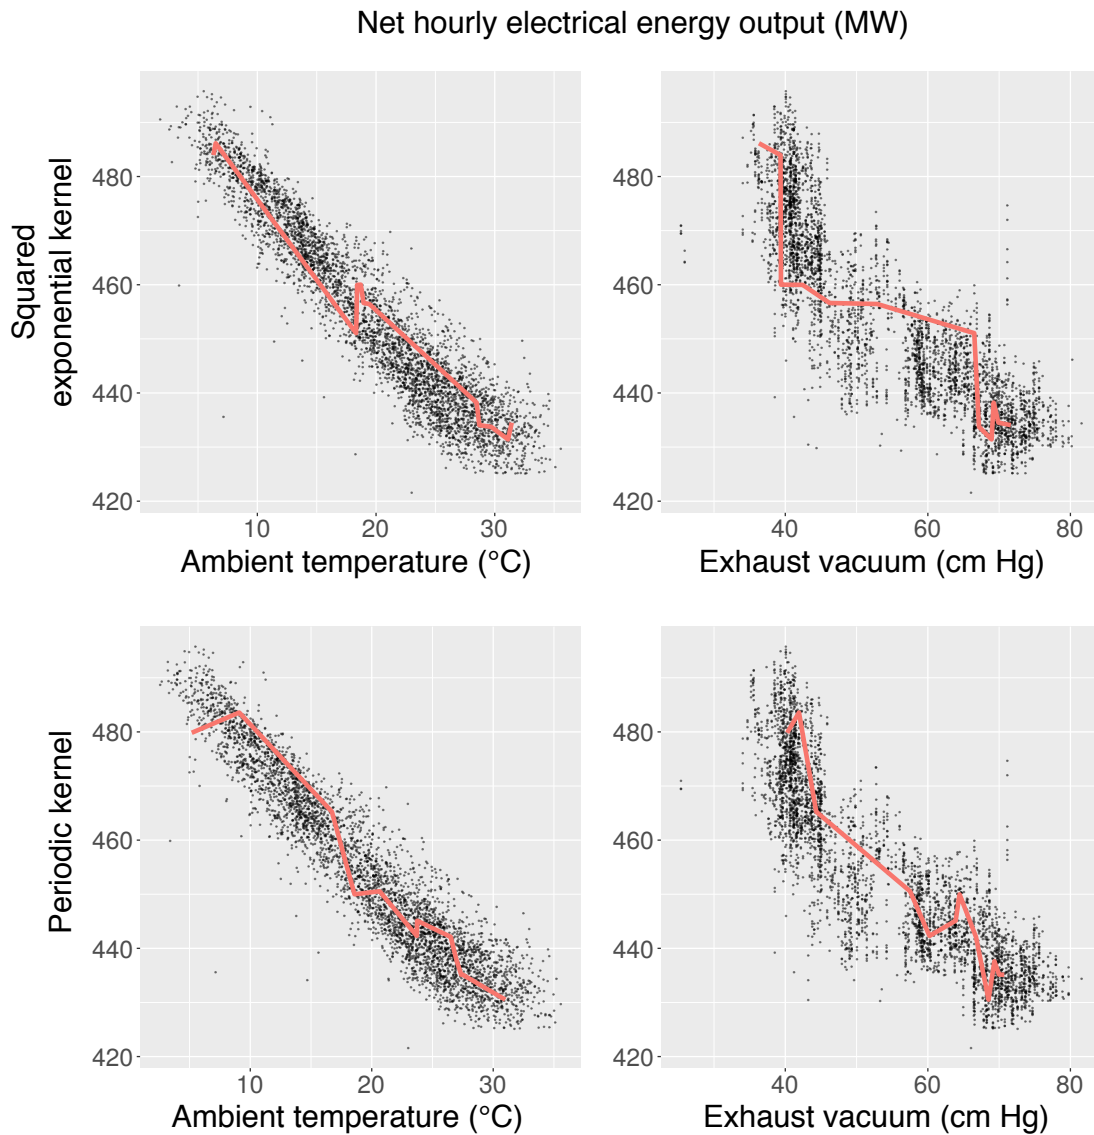 Net hourly electrical energy output (MW)
Squared
exponential kernel
480
460
440
420
10 20 30
Ambient temperature (°C)
480
460
440
420
40 60 80
Exhaust vacuum (cm Hg)
Periodic kernel
480
460
440
420
10 20 30
Ambient temperature (°C)
480
460
440
420
40 60 80
Exhaust vacuum (cm Hg)